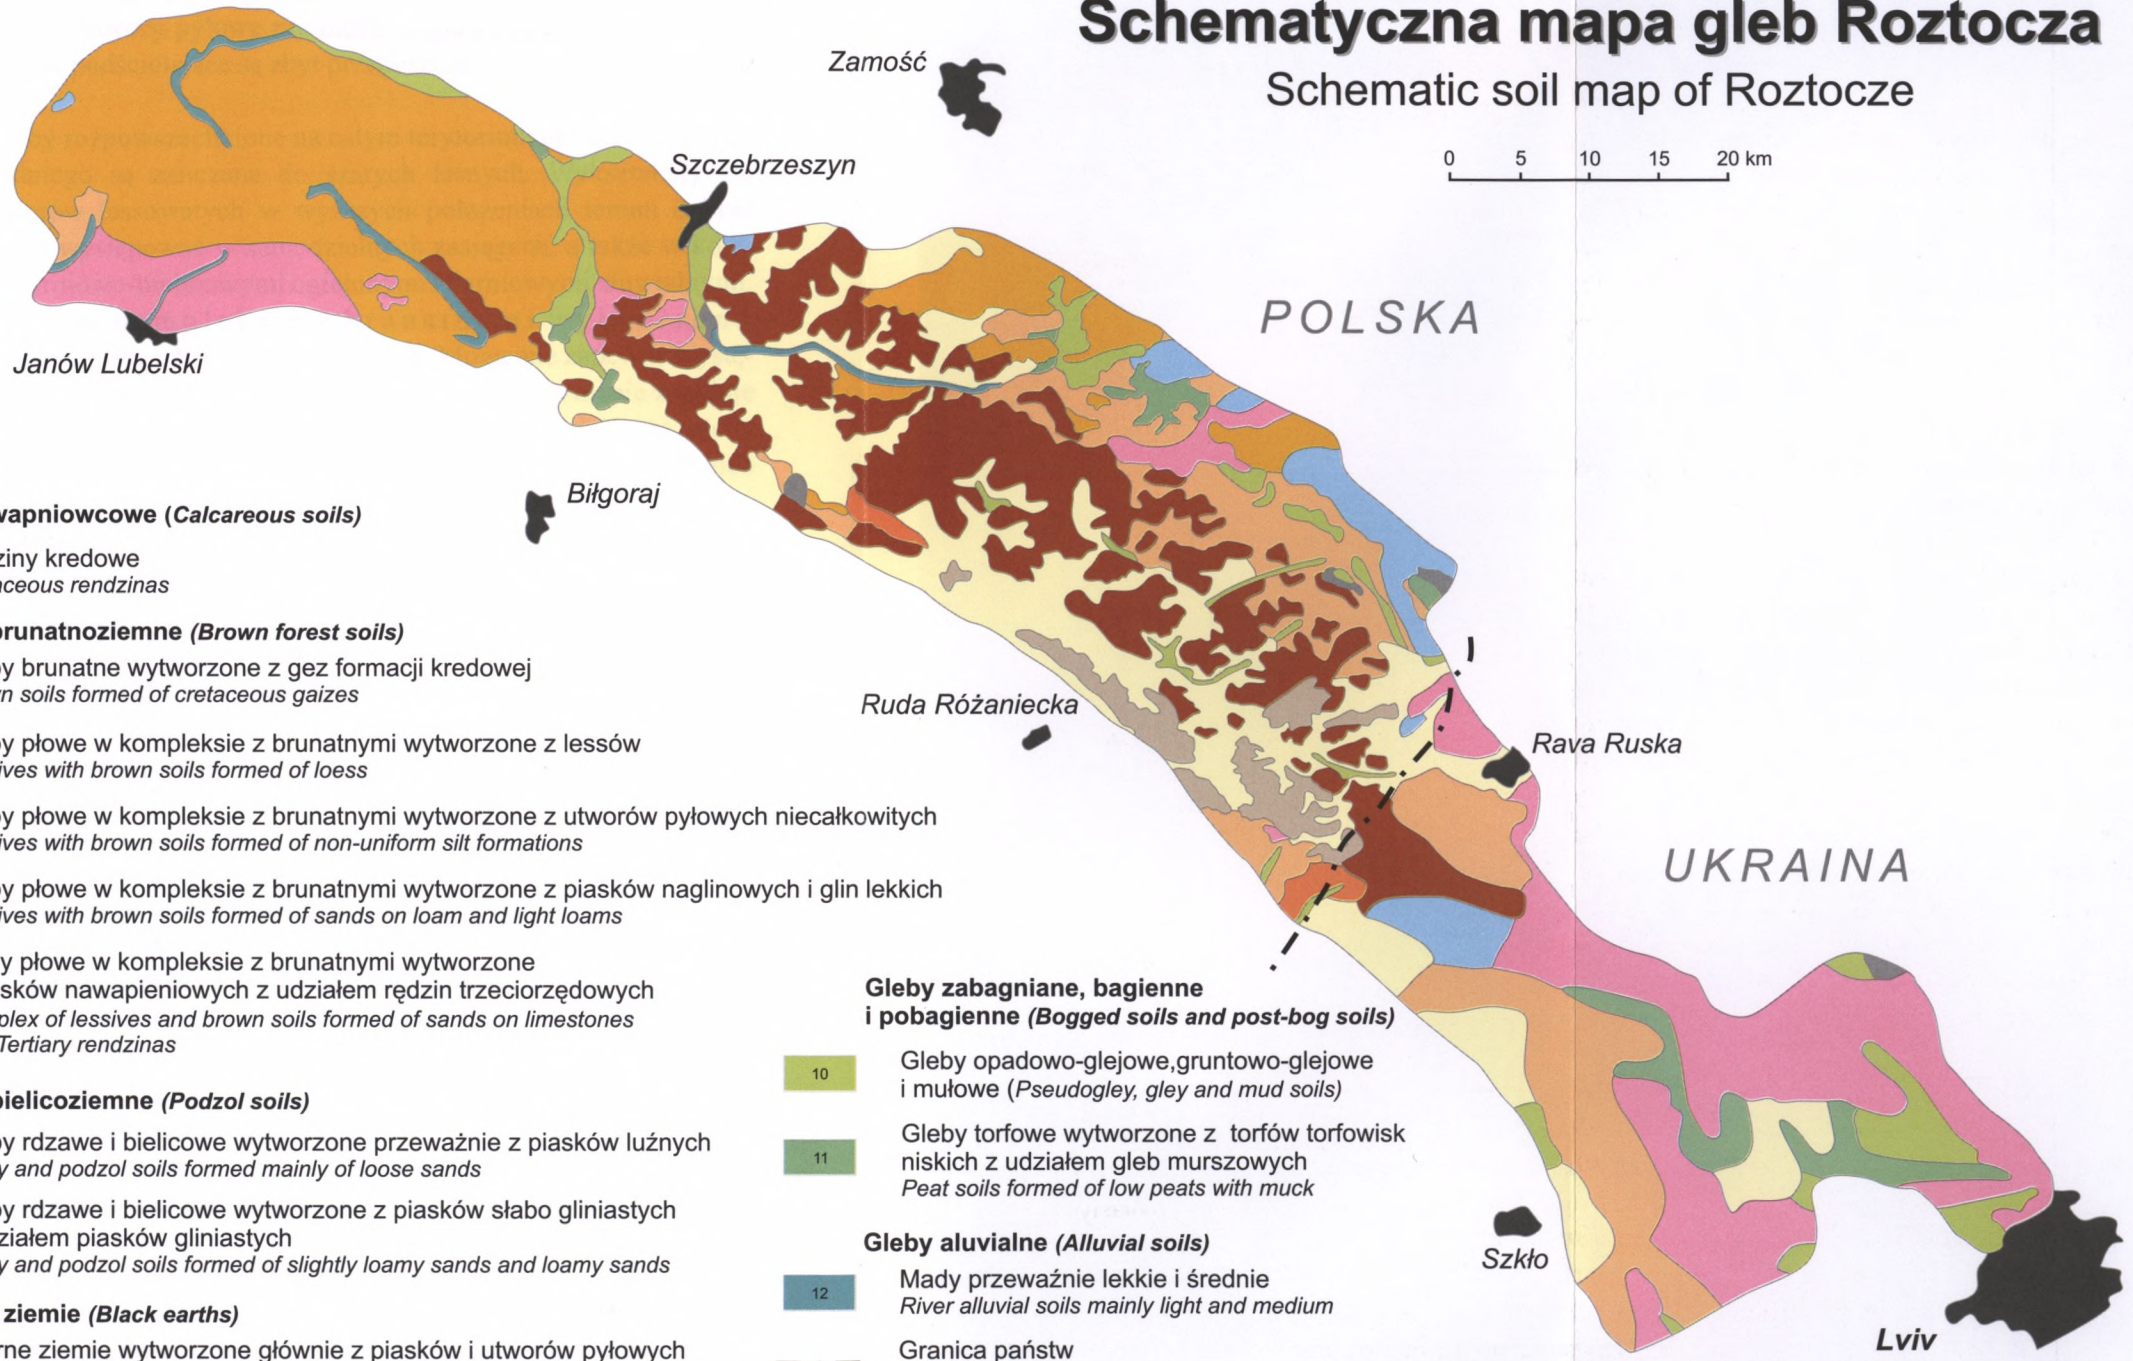 Schematyczna mapa gleb Roztocza
Schematic soil map of Roztocze
0 5 10 15 20 km
Zamość
Szczebrzeszyn
POLSKA
Janów Lubelski
Biłgoraj
Ruda Różaniecka
Rava Ruska
UKRAINA
Szkło
Lviv
wapniowcowe (Calcareous soils)
ziny kredowe
aceous rendzinas
brunatnoziemne (Brown forest soils)
by brunatne wytworzone z gez formacji kredowej
wn soils formed of cretaceous gaizes
by płowe w kompleksie z brunatnymi wytworzone z lessów
ives with brown soils formed of loess
by płowe w kompleksie z brunatnymi wytworzone z utworów pyłowych niecałkowitych
ives with brown soils formed of non-uniform silt formations
by płowe w kompleksie z brunatnymi wytworzone z piasków naglinowych i glin lekkich
ives with brown soils formed of sands on loam and light loams
y płowe w kompleksie z brunatnymi wytworzone
sków nawapieniowych z udziałem rędzin trzeciorzędowych
plex of lessives and brown soils formed of sands on limestones
Tertiary rendzinas
bielicoziemne (Podzol soils)
by rdzawe i bielicowe wytworzone przeważnie z piasków luźnych
y and podzol soils formed mainly of loose sands
by rdzawe i bielicowe wytworzone z piasków słabo gliniastych
ziałem piasków gliniastych
y and podzol soils formed of slightly loamy sands and loamy sands
ziemie (Black earths)
rne ziemie wytworzone głównie z piasków i utworów pyłowych
Gleby zabagniane, bagienne
i pobagienne (Bogged soils and post-bog soils)
10 Gleby opadowo-glejowe,gruntowo-glejowe
i mułowe (Pseudogley, gley and mud soils)
11 Gleby torfowe wytworzone z torfów torfowisk
niskich z udziałem gleb murszowych
Peat soils formed of low peats with muck
Gleby aluvialne (Alluvial soils)
12 Mady przeważnie lekkie i średnie
River alluvial soils mainly light and medium
Granica państw